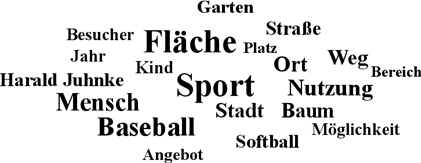 Garten
Besucher Fläche Straße
Jahr Platz
Kind Ort Weg Bereich
Harald Juhnke Sport Nutzung
Mensch Stadt Baum
Baseball Möglichkeit
Softball
Angebot